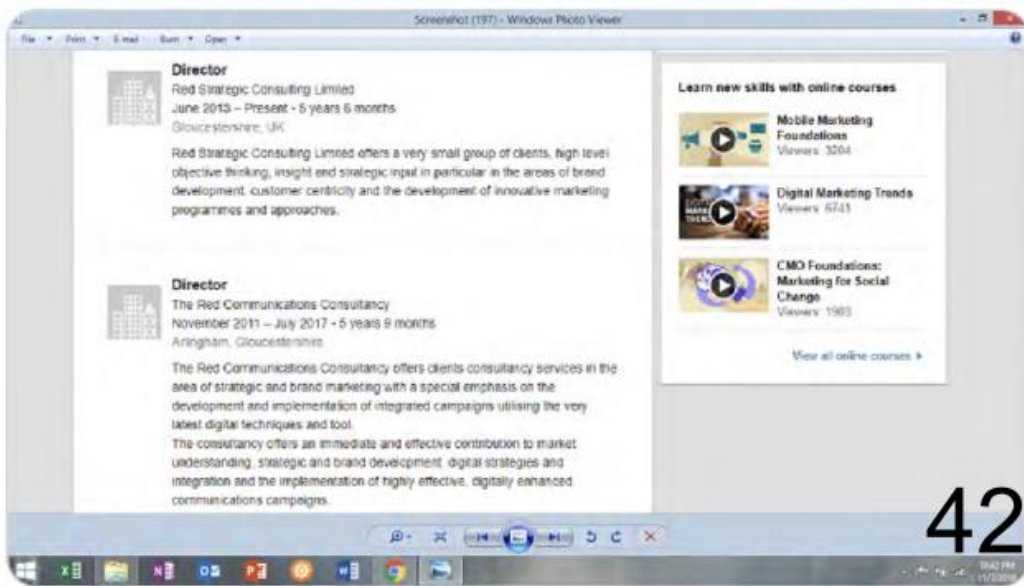 Screenshot (197) - Windows Photo Viewer
File Print E-mail Burn Open
Director
Red Strategic Consulting Limited
June 2013 – Present - 5 years 6 months
Gloucestershire, UK
Red Strategic Consulting Limited offers a very small group of clients, high level
objective thinking, insight and strategic input in particular in the areas of brand
development, customer centricity and the development of innovative marketing
programmes and approaches.
Director
The Red Communications Consultancy
November 2011 – July 2017 - 5 years 9 months
Arlingham, Gloucestershire
The Red Communications Consultancy offers clients consultancy services in the
area of strategic and brand marketing with a special emphasis on the
development and implementation of integrated campaigns utilising the very
latest digital techniques and tool.
The consultancy offers an immediate and effective contribution to market
understanding, strategic and brand development, digital strategies and
integration and the implementation of highly effective, digitally enhanced
communications campaigns.
Learn new skills with online courses
Mobile Marketing
Foundations
Viewers: 3204
Digital Marketing Trends
Viewers: 6741
CMO Foundations:
Marketing for Social
Change
Viewers: 1983
View all online courses
42
10:42 PM